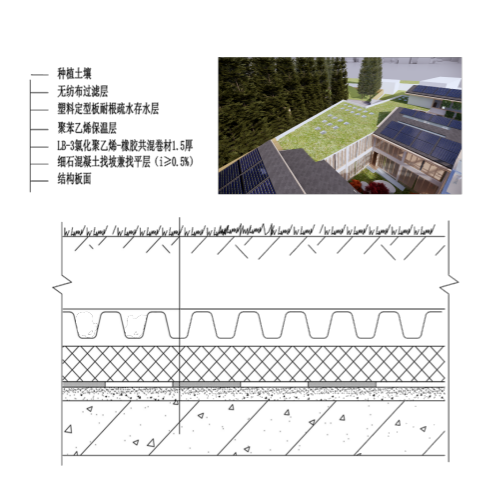 种植土壤
无纺布过滤层
塑料定型板耐根疏水存水层
聚苯乙烯保温层
LB-3氯化聚乙烯-橡胶共混卷材1.5厚
细石混凝土找坡兼找平层（i≥0.5%）
结构板面